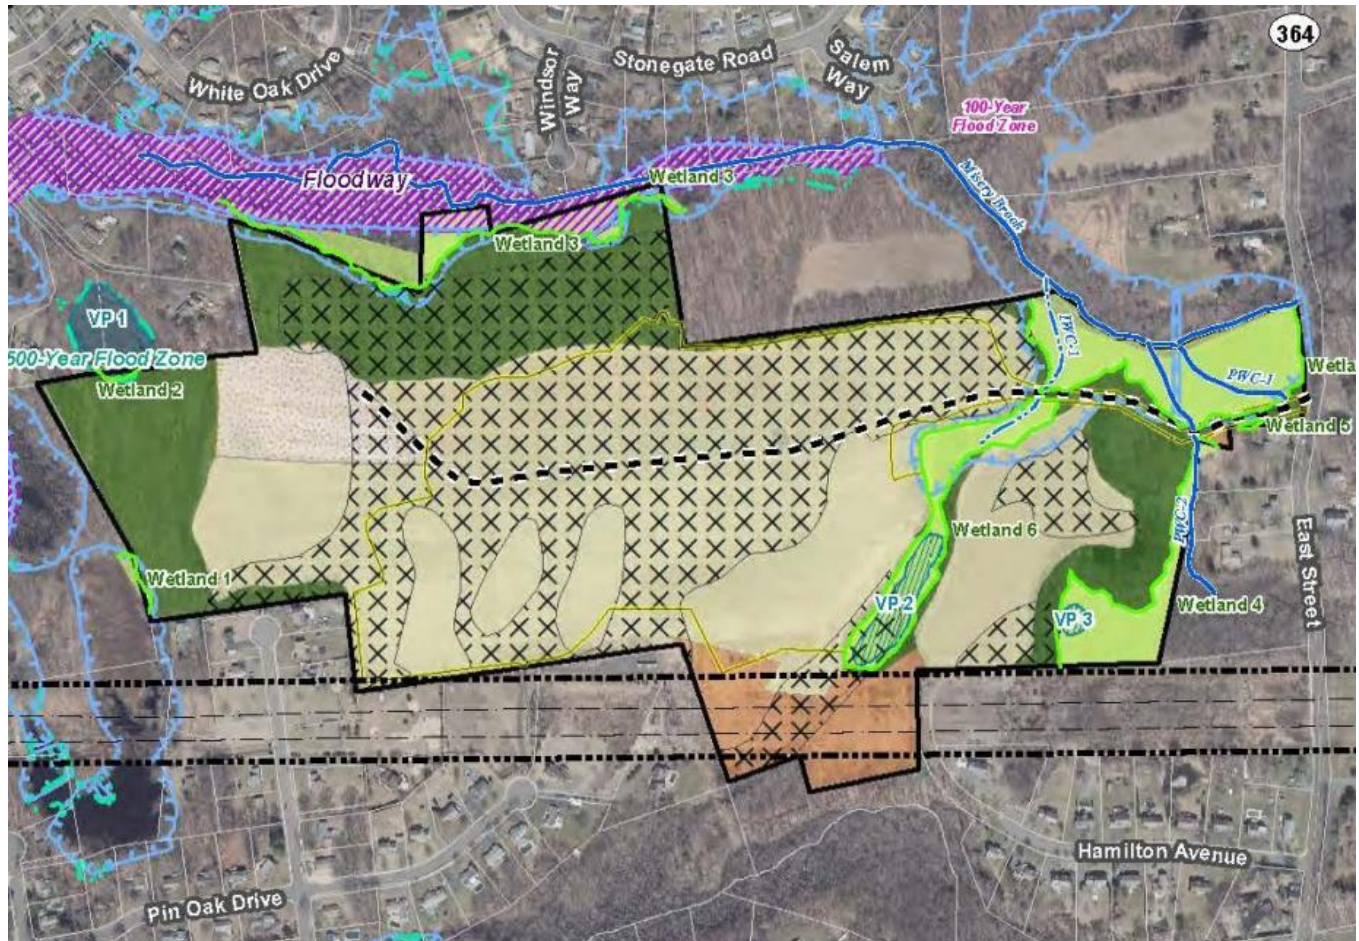 364
White Oak Drive
Windsor
Way
Stonegate Road
Salem
Way
100-Year
Flood Zone
Floodway
Wetland 3
Misery Brook
Wetland 3
VP 1
500-Year Flood Zone
Wetland 2
IWC-1
PWC-1
Wetla
Wetland 5
PWC-2
Wetland 6
East Street
Wetland 1
VP 2
VP 3
Wetland 4
Hamilton Avenue
Pin Oak Drive